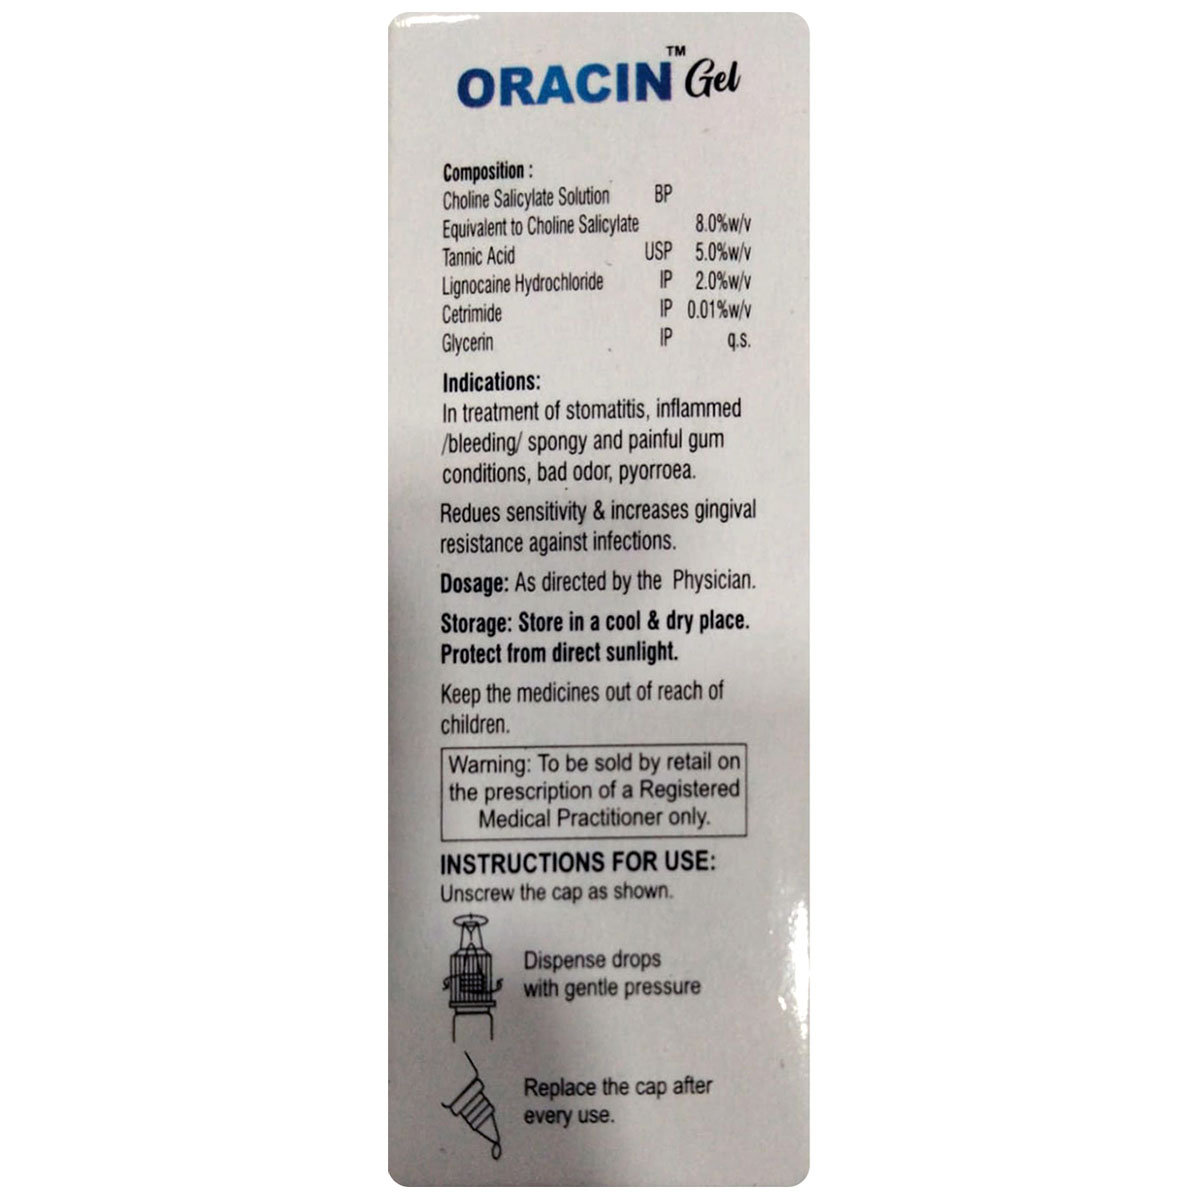 ORACIN™ Gel
Composition :
Choline Salicylate Solution BP
Equivalent to Choline Salicylate 8.0%w/v
Tannic Acid USP 5.0%w/v
Lignocaine Hydrochloride IP 2.0%w/v
Cetrimide IP 0.01%w/v
Glycerin IP q.s.
Indications:
In treatment of stomatitis, inflammed
/bleeding/ spongy and painful gum
conditions, bad odor, pyorroea.
Redues sensitivity & increases gingival
resistance against infections.
Dosage: As directed by the Physician.
Storage: Store in a cool & dry place.
Protect from direct sunlight.
Keep the medicines out of reach of
children.
Warning: To be sold by retail on
the prescription of a Registered
Medical Practitioner only.
INSTRUCTIONS FOR USE:
Unscrew the cap as shown.
Dispense drops
with gentle pressure
Replace the cap after
every use.